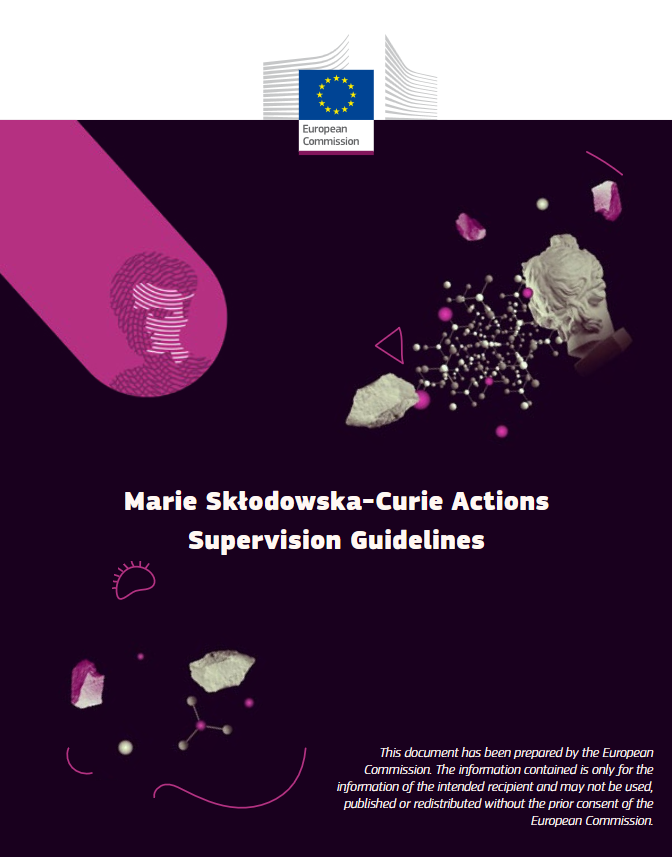 European
Commission
Marie Skłodowska-Curie Actions
Supervision Guidelines
This document has been prepared by the European
Commission. The information contained is only for the
information of the intended recipient and may not be used,
published or redistributed without the prior consent of the
European Commission.